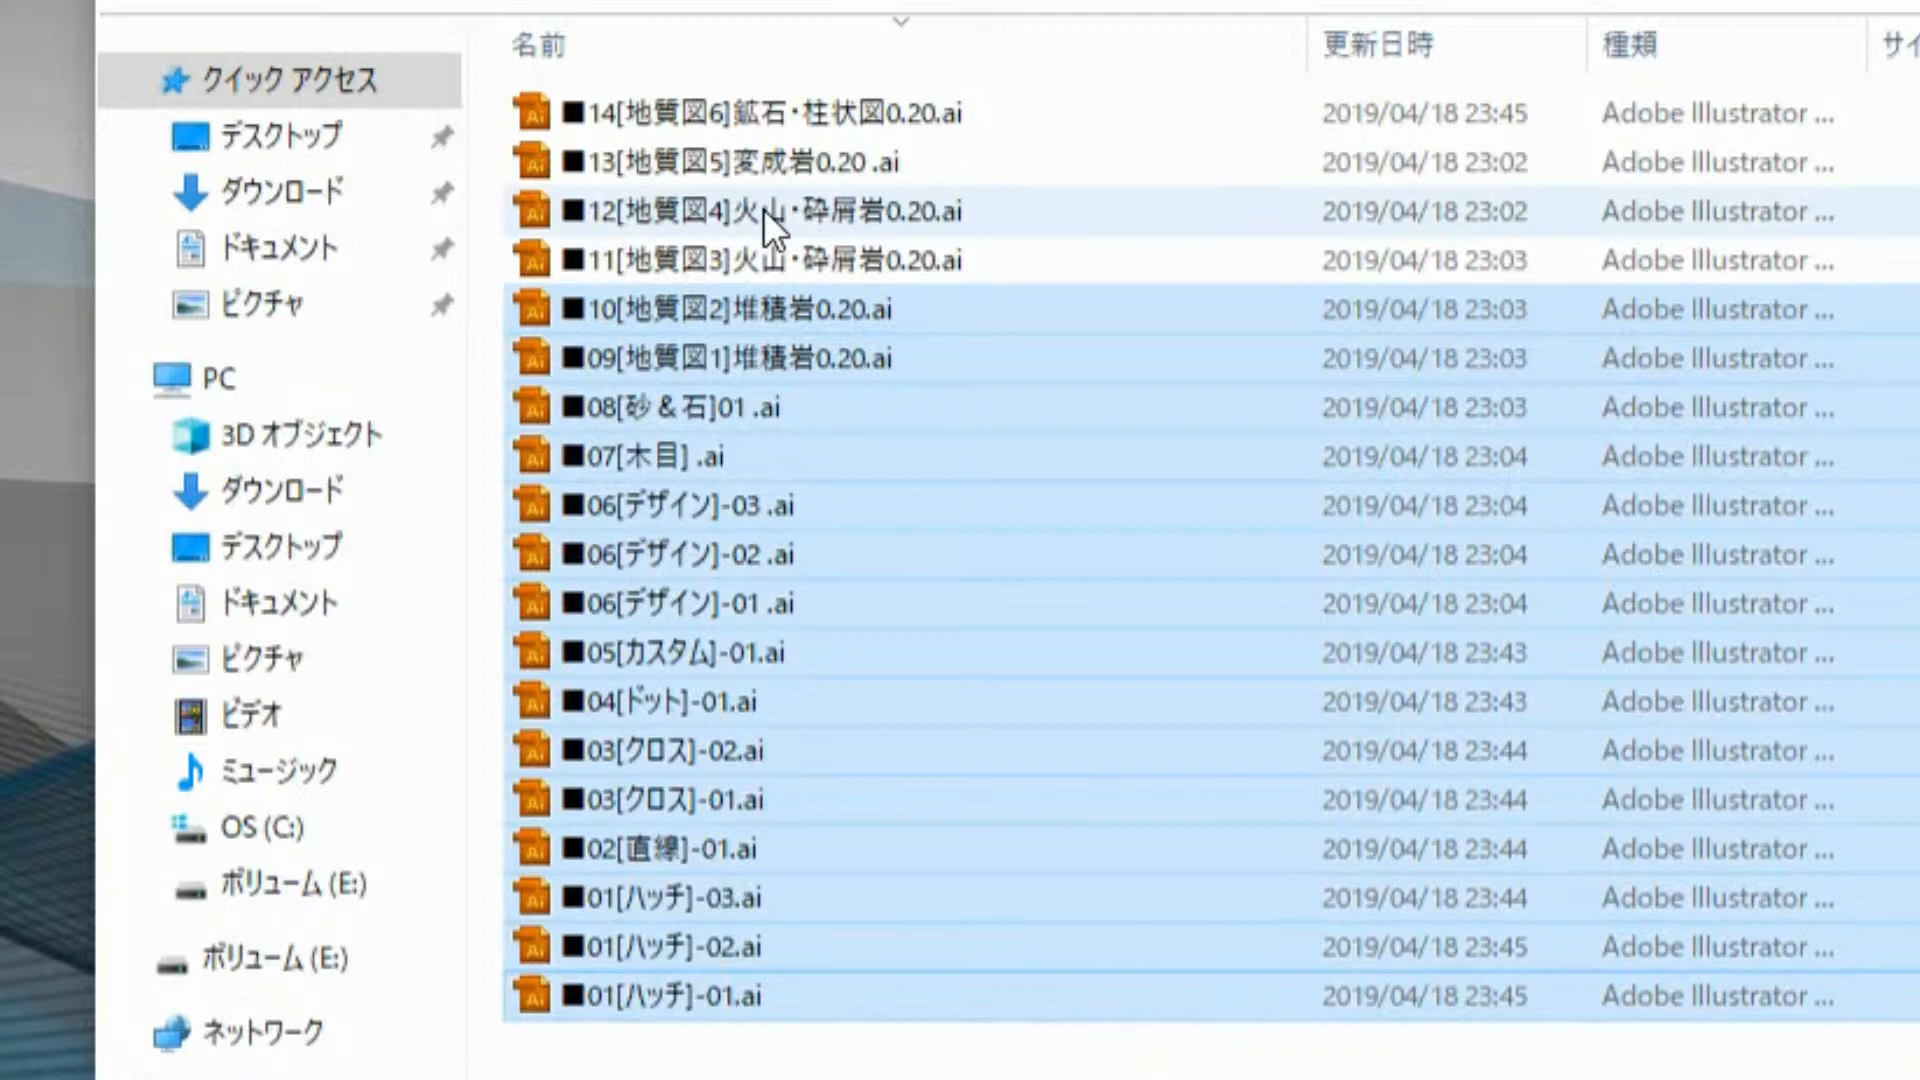 名前 更新日時 種類 サイ
クイック アクセス
デスクトップ
ダウンロード
ドキュメント
ピクチャ
PC
3D オブジェクト
ダウンロード
デスクトップ
ドキュメント
ピクチャ
ビデオ
ミュージック
OS (C:)
ボリューム (E:)
ボリューム (E:)
ネットワーク
■14[地質図6]鉱石・柱状図0.20.ai 2019/04/18 23:45 Adobe Illustrator ...
■13[地質図5]変成岩0.20 .ai 2019/04/18 23:02 Adobe Illustrator ...
■12[地質図4]火山・砕屑岩0.20.ai 2019/04/18 23:02 Adobe Illustrator ...
■11[地質図3]火山・砕屑岩0.20.ai 2019/04/18 23:03 Adobe Illustrator ...
■10[地質図2]堆積岩0.20.ai 2019/04/18 23:03 Adobe Illustrator ...
■09[地質図1]堆積岩0.20.ai 2019/04/18 23:03 Adobe Illustrator ...
■08[砂＆石]01 .ai 2019/04/18 23:03 Adobe Illustrator ...
■07[木目] .ai 2019/04/18 23:04 Adobe Illustrator ...
■06[デザイン]-03 .ai 2019/04/18 23:04 Adobe Illustrator ...
■06[デザイン]-02 .ai 2019/04/18 23:04 Adobe Illustrator ...
■06[デザイン]-01 .ai 2019/04/18 23:04 Adobe Illustrator ...
■05[カスタム]-01.ai 2019/04/18 23:43 Adobe Illustrator ...
■04[ドット]-01.ai 2019/04/18 23:43 Adobe Illustrator ...
■03[クロス]-02.ai 2019/04/18 23:44 Adobe Illustrator ...
■03[クロス]-01.ai 2019/04/18 23:44 Adobe Illustrator ...
■02[直線]-01.ai 2019/04/18 23:44 Adobe Illustrator ...
■01[ハッチ]-03.ai 2019/04/18 23:44 Adobe Illustrator ...
■01[ハッチ]-02.ai 2019/04/18 23:45 Adobe Illustrator ...
■01[ハッチ]-01.ai 2019/04/18 23:45 Adobe Illustrator ...